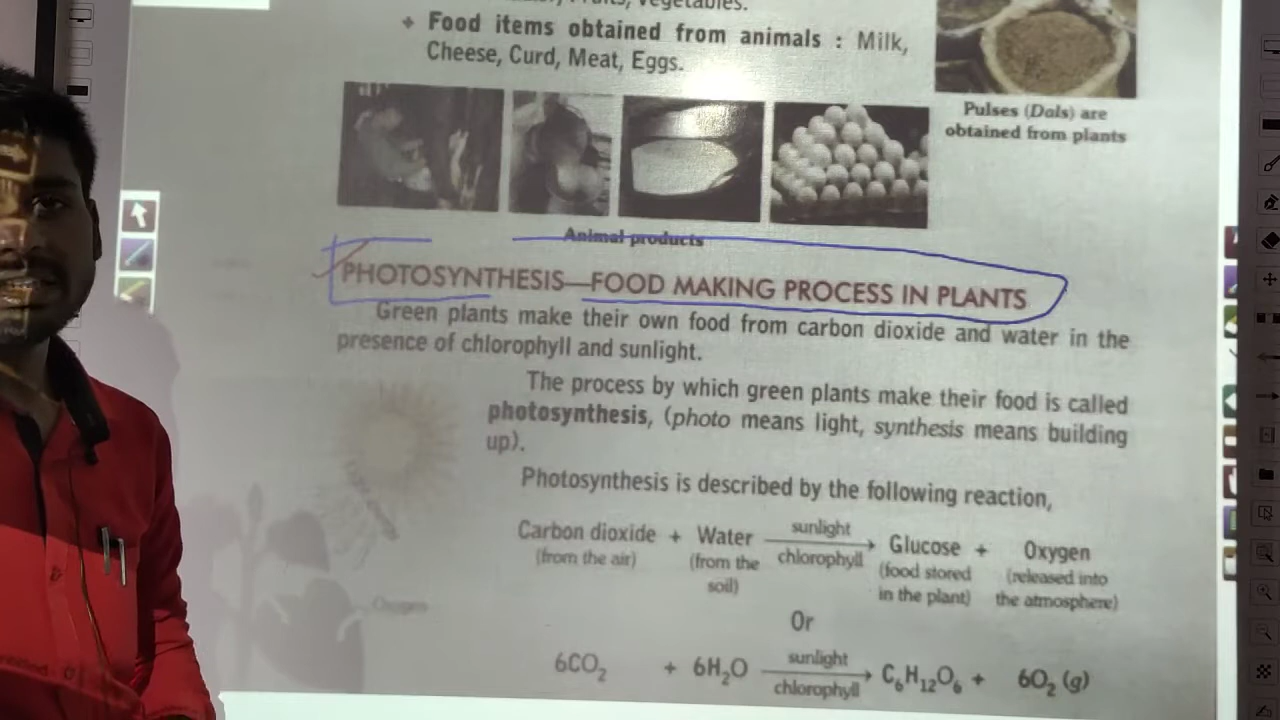 Fruits, Vegetables.
✦ Food items obtained from animals : Milk,
Cheese, Curd, Meat, Eggs.
Pulses (Dals) are
obtained from plants
Animal products
PHOTOSYNTHESIS—FOOD MAKING PROCESS IN PLANTS
Green plants make their own food from carbon dioxide and water in the
presence of chlorophyll and sunlight.
The process by which green plants make their food is called
photosynthesis, (photo means light, synthesis means building
up).
Photosynthesis is described by the following reaction,
Carbon dioxide + Water sunlight chlorophyll → Glucose + Oxygen
(from the air) (from the soil) (food stored in the plant) (released into the atmosphere)
Oxygen
Or
6CO₂ + 6H₂O sunlight chlorophyll → C₆H₁₂O₆ + 6O₂ (g)